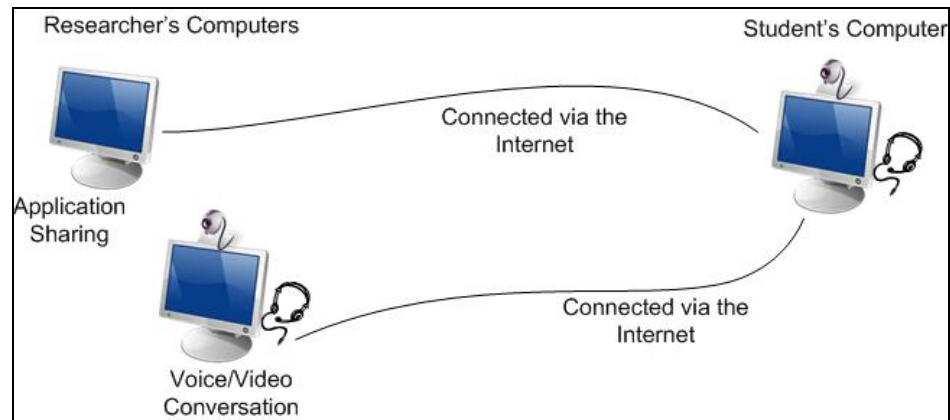 Researcher's Computers
Student's Computer
Connected via the
Internet
Application
Sharing
Connected via the
Internet
Voice/Video
Conversation